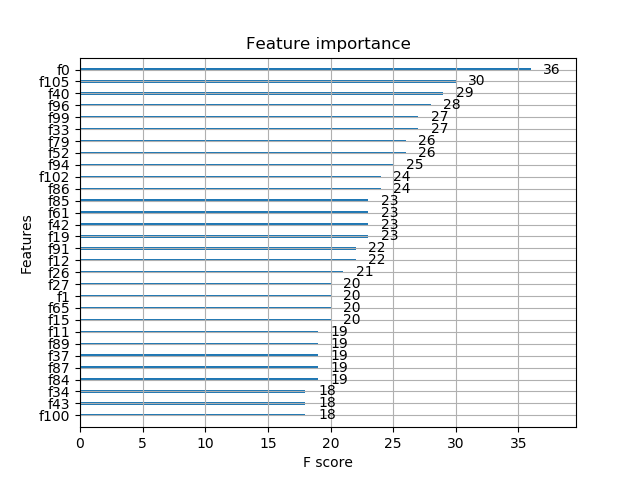 Feature importance
f0 36
f105 30
f40 29
f96 28
f99 27
f33 27
f79 26
f52 26
f94 25
f102 24
f86 24
f85 23
f61 23
f42 23
f19 23
f91 22
f12 22
f26 21
f27 20
f1 20
f65 20
f15 20
f11 19
f89 19
f37 19
f87 19
f84 19
f34 18
f43 18
f100 18
Features
0 5 10 15 20 25 30 35
F score